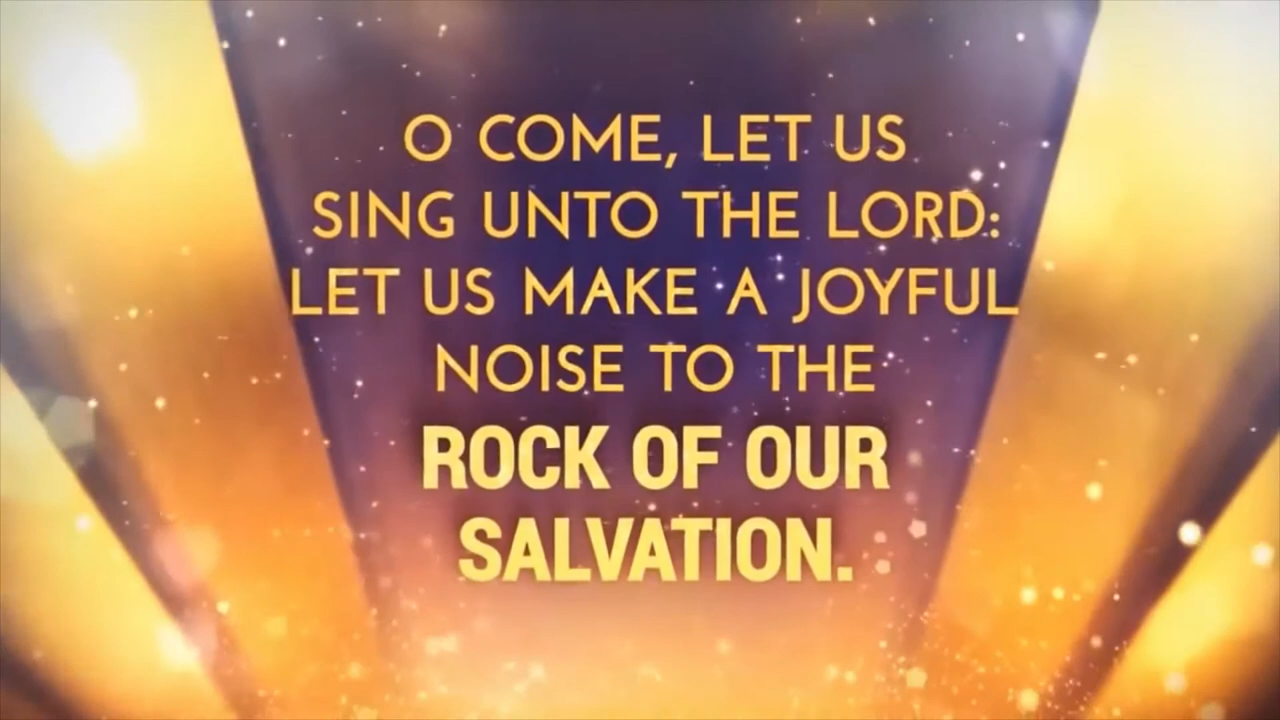 O COME, LET US
SING UNTO THE LORD:
LET US MAKE A JOYFUL
NOISE TO THE
ROCK OF OUR
SALVATION.